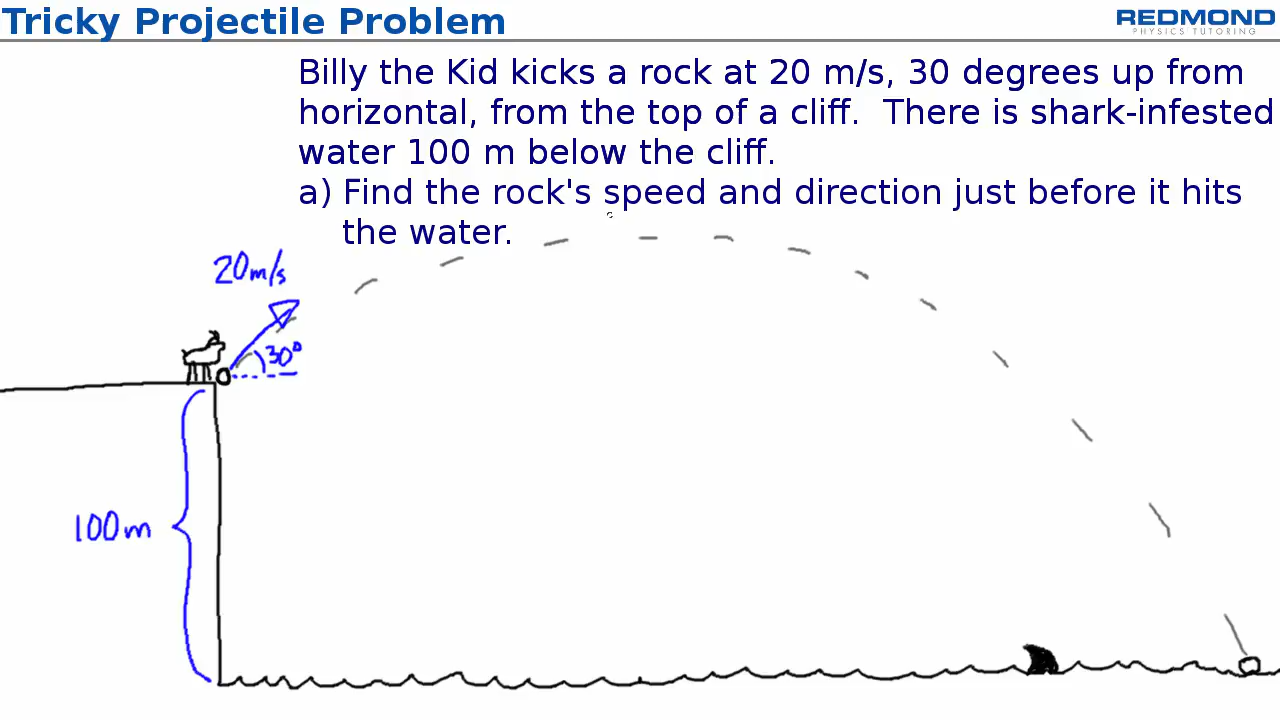 Tricky Projectile Problem
REDMOND
PHYSICS TUTORING
Billy the Kid kicks a rock at 20 m/s, 30 degrees up from
horizontal, from the top of a cliff.  There is shark-infested
water 100 m below the cliff.
a) Find the rock's speed and direction just before it hits
the water.
20m/s
30°
100m